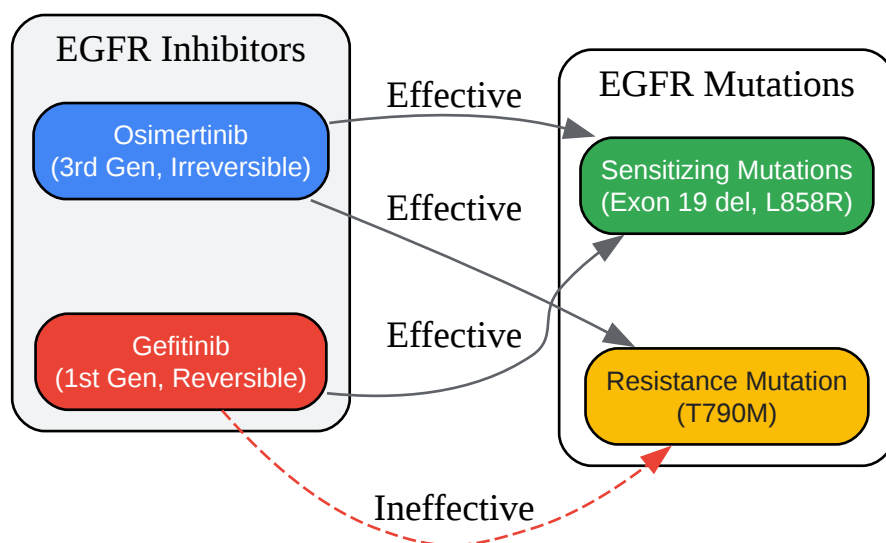 EGFR Inhibitors
Osimertinib
(3rd Gen, Irreversible)
Gefitinib
(1st Gen, Reversible)
Effective
Effective
Effective
Ineffective
EGFR Mutations
Sensitizing Mutations
(Exon 19 del, L858R)
Resistance Mutation
(T790M)